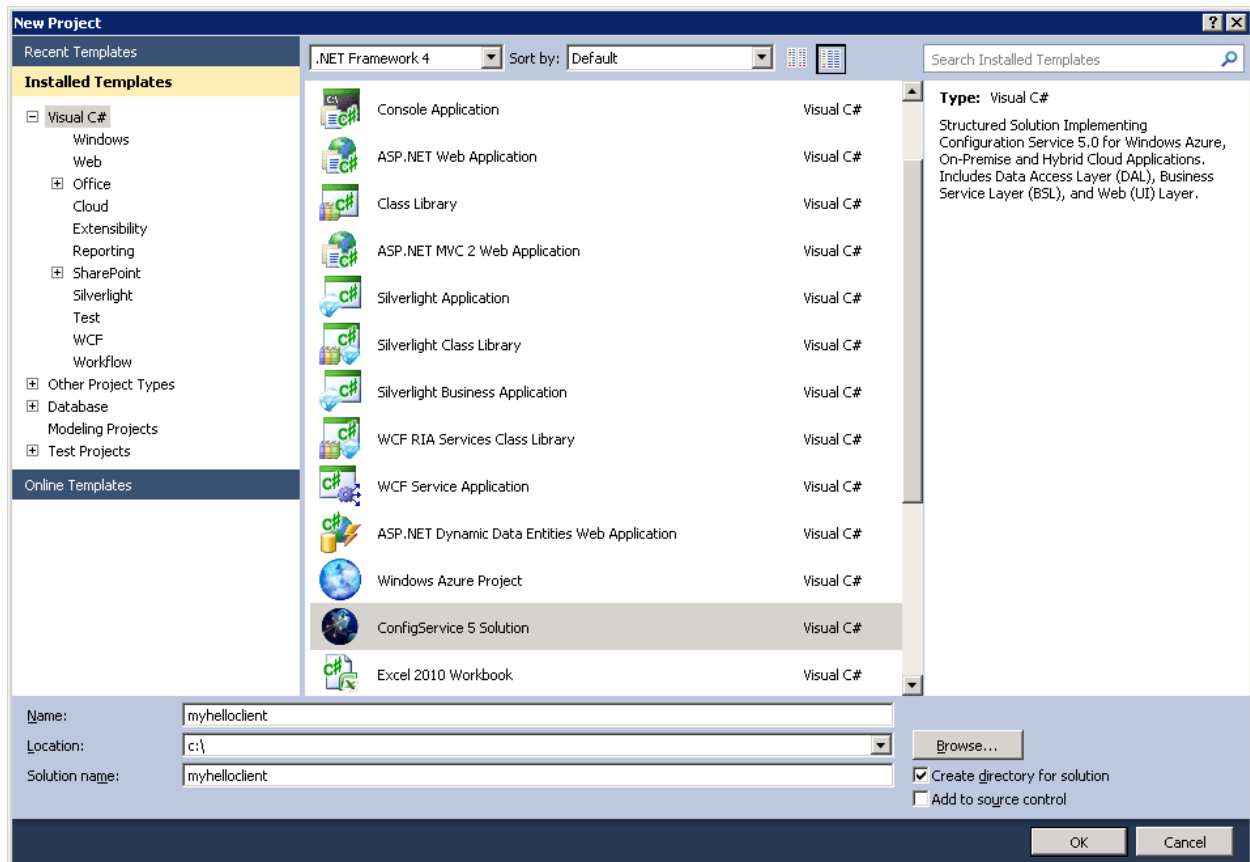 New Project
Recent Templates
Installed Templates
Visual C#
Windows
Web
Office
Cloud
Extensibility
Reporting
SharePoint
Silverlight
Test
WCF
Workflow
Other Project Types
Database
Modeling Projects
Test Projects
Online Templates
.NET Framework 4 Sort by: Default
Console Application Visual C#
ASP.NET Web Application Visual C#
Class Library Visual C#
ASP.NET MVC 2 Web Application Visual C#
Silverlight Application Visual C#
Silverlight Class Library Visual C#
Silverlight Business Application Visual C#
WCF RIA Services Class Library Visual C#
WCF Service Application Visual C#
ASP.NET Dynamic Data Entities Web Application Visual C#
Windows Azure Project Visual C#
ConfigService 5 Solution Visual C#
Excel 2010 Workbook Visual C#
Search Installed Templates
Type: Visual C#
Structured Solution Implementing
Configuration Service 5.0 for Windows Azure,
On-Premise and Hybrid Cloud Applications.
Includes Data Access Layer (DAL), Business
Service Layer (BSL), and Web (UI) Layer.
Name: myhelloclient
Location: c:\ Browse...
Solution name: myhelloclient
Create directory for solution
Add to source control
OK Cancel